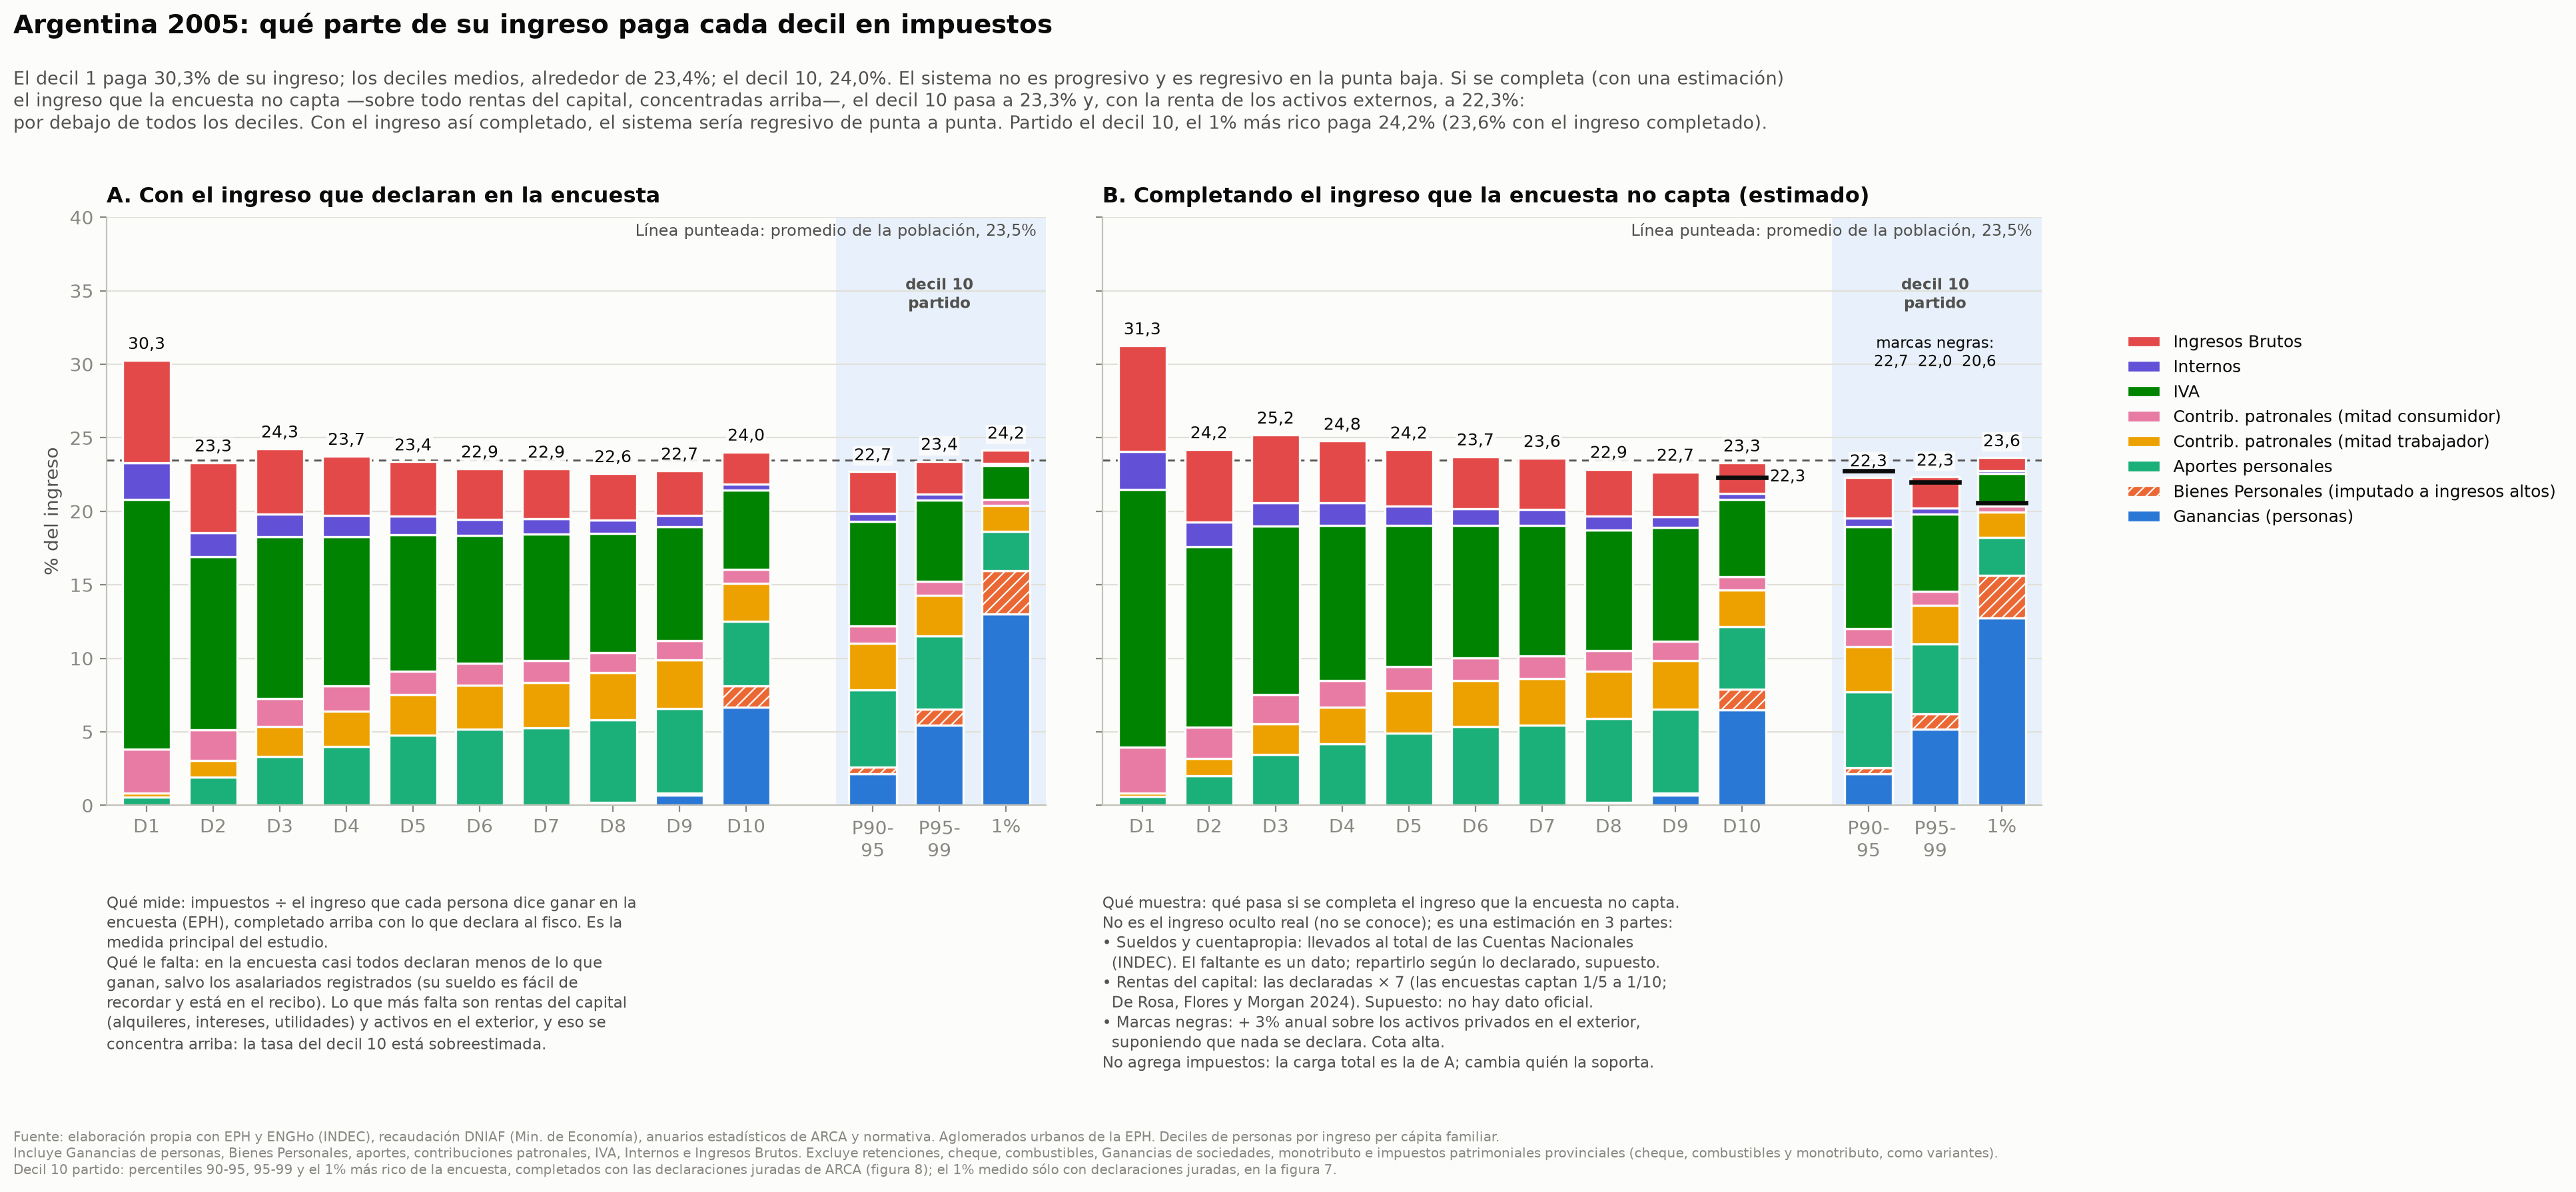 Argentina 2005: qué parte de su ingreso paga cada decil en impuestos
El decil 1 paga 30,3% de su ingreso; los deciles medios, alrededor de 23,4%; el decil 10, 24,0%. El sistema no es progresivo y es regresivo en la punta baja. Si se completa (con una estimación)
el ingreso que la encuesta no capta —sobre todo rentas del capital, concentradas arriba—, el decil 10 pasa a 23,3% y, con la renta de los activos externos, a 22,3%:
por debajo de todos los deciles. Con el ingreso así completado, el sistema sería regresivo de punta a punta. Partido el decil 10, el 1% más rico paga 24,2% (23,6% con el ingreso completado).
A. Con el ingreso que declaran en la encuesta
Línea punteada: promedio de la población, 23,5%
decil 10
partido
% del ingreso
40
35
30
25
20
15
10
5
0
30,3
23,3
24,3
23,7
23,4
22,9
22,9
22,6
22,7
24,0
22,7
23,4
24,2
D1
D2
D3
D4
D5
D6
D7
D8
D9
D10
P90-
95
P95-
99
1%
Qué mide: impuestos ÷ el ingreso que cada persona dice ganar en la
encuesta (EPH), completado arriba con lo que declara al fisco. Es la
medida principal del estudio.
Qué le falta: en la encuesta casi todos declaran menos de lo que
ganan, salvo los asalariados registrados (su sueldo es fácil de
recordar y está en el recibo). Lo que más falta son rentas del capital
(alquileres, intereses, utilidades) y activos en el exterior, y eso se
concentra arriba: la tasa del decil 10 está sobreestimada.
B. Completando el ingreso que la encuesta no capta (estimado)
Línea punteada: promedio de la población, 23,5%
decil 10
partido
marcas negras:
22,7 22,0 20,6
31,3
24,2
25,2
24,8
24,2
23,7
23,6
22,9
22,7
23,3
22,3
22,3
22,3
23,6
D1
D2
D3
D4
D5
D6
D7
D8
D9
D10
P90-
95
P95-
99
1%
Qué muestra: qué pasa si se completa el ingreso que la encuesta no capta.
No es el ingreso oculto real (no se conoce); es una estimación en 3 partes:
• Sueldos y cuentapropia: llevados al total de las Cuentas Nacionales
(INDEC). El faltante es un dato; repartirlo según lo declarado, supuesto.
• Rentas del capital: las declaradas × 7 (las encuestas captan 1/5 a 1/10;
De Rosa, Flores y Morgan 2024). Supuesto: no hay dato oficial.
• Marcas negras: + 3% anual sobre los activos privados en el exterior,
suponiendo que nada se declara. Cota alta.
No agrega impuestos: la carga total es la de A; cambia quién la soporta.
Ingresos Brutos
Internos
IVA
Contrib. patronales (mitad consumidor)
Contrib. patronales (mitad trabajador)
Aportes personales
Bienes Personales (imputado a ingresos altos)
Ganancias (personas)
Fuente: elaboración propia con EPH y ENGHo (INDEC), recaudación DNIAF (Min. de Economía), anuarios estadísticos de ARCA y normativa. Aglomerados urbanos de la EPH. Deciles de personas por ingreso per cápita familiar.
Incluye Ganancias de personas, Bienes Personales, aportes, contribuciones patronales, IVA, Internos e Ingresos Brutos. Excluye retenciones, cheque, combustibles, Ganancias de sociedades, monotributo e impuestos patrimoniales provinciales (cheque, combustibles y monotributo, como variantes).
Decil 10 partido: percentiles 90-95, 95-99 y el 1% más rico de la encuesta, completados con las declaraciones juradas de ARCA (figura 8); el 1% medido sólo con declaraciones juradas, en la figura 7.